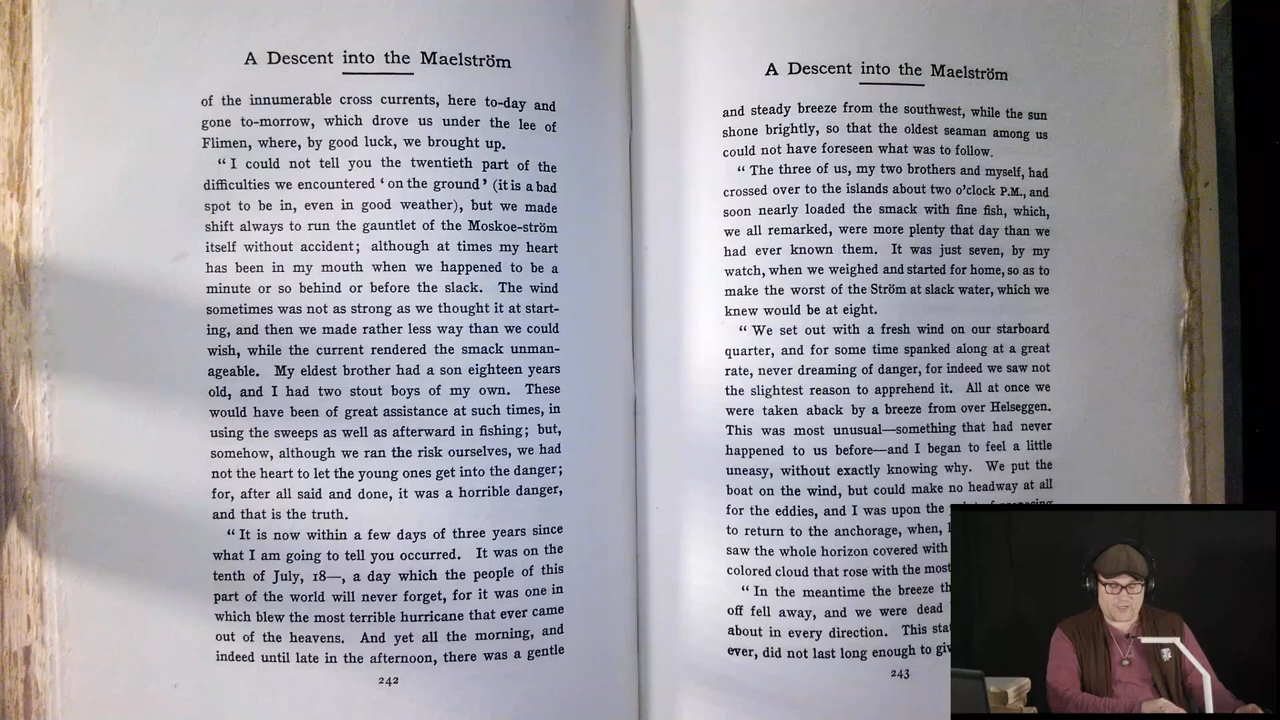 A Descent into the Maelström
of the innumerable cross currents, here to-day and
gone to-morrow, which drove us under the lee of
Flimen, where, by good luck, we brought up.
“ I could not tell you the twentieth part of the
difficulties we encountered ‘ on the ground ’ (it is a bad
spot to be in, even in good weather), but we made
shift always to run the gauntlet of the Moskoe-ström
itself without accident; although at times my heart
has been in my mouth when we happened to be a
minute or so behind or before the slack. The wind
sometimes was not as strong as we thought it at start-
ing, and then we made rather less way than we could
wish, while the current rendered the smack unman-
ageable. My eldest brother had a son eighteen years
old, and I had two stout boys of my own. These
would have been of great assistance at such times, in
using the sweeps as well as afterward in fishing; but,
somehow, although we ran the risk ourselves, we had
not the heart to let the young ones get into the danger;
for, after all said and done, it was a horrible danger,
and that is the truth.
“ It is now within a few days of three years since
what I am going to tell you occurred. It was on the
tenth of July, 18—, a day which the people of this
part of the world will never forget, for it was one in
which blew the most terrible hurricane that ever came
out of the heavens. And yet all the morning, and
indeed until late in the afternoon, there was a gentle
242
A Descent into the Maelström
and steady breeze from the southwest, while the sun
shone brightly, so that the oldest seaman among us
could not have foreseen what was to follow.
“ The three of us, my two brothers and myself, had
crossed over to the islands about two o’clock P.M., and
soon nearly loaded the smack with fine fish, which,
we all remarked, were more plenty that day than we
had ever known them. It was just seven, by my
watch, when we weighed and started for home, so as to
make the worst of the Ström at slack water, which we
knew would be at eight.
“ We set out with a fresh wind on our starboard
quarter, and for some time spanked along at a great
rate, never dreaming of danger, for indeed we saw not
the slightest reason to apprehend it. All at once we
were taken aback by a breeze from over Helseggen.
This was most unusual—something that had never
happened to us before—and I began to feel a little
uneasy, without exactly knowing why. We put the
boat on the wind, but could make no headway at all
for the eddies, and I was upon the
to return to the anchorage, when,
saw the whole horizon covered with
colored cloud that rose with the most
“ In the meantime the breeze
off fell away, and we were dead
about in every direction. This
ever, did not last long enough to
243